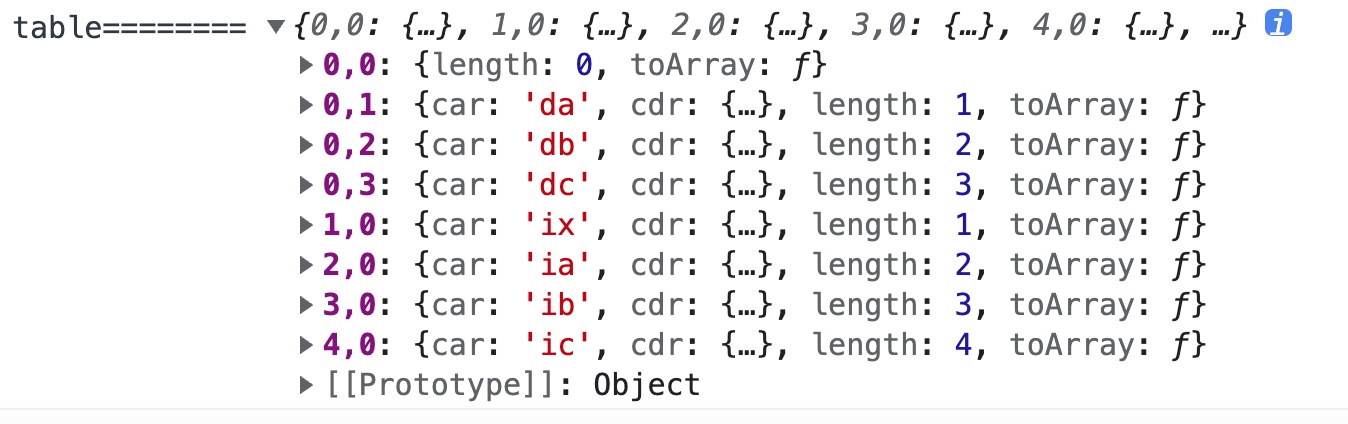 table======== ▼{0,0: {…}, 1,0: {…}, 2,0: {…}, 3,0: {…}, 4,0: {…}, …} i
▶ 0,0: {length: 0, toArray: ƒ}
▶ 0,1: {car: 'da', cdr: {…}, length: 1, toArray: ƒ}
▶ 0,2: {car: 'db', cdr: {…}, length: 2, toArray: ƒ}
▶ 0,3: {car: 'dc', cdr: {…}, length: 3, toArray: ƒ}
▶ 1,0: {car: 'ix', cdr: {…}, length: 1, toArray: ƒ}
▶ 2,0: {car: 'ia', cdr: {…}, length: 2, toArray: ƒ}
▶ 3,0: {car: 'ib', cdr: {…}, length: 3, toArray: ƒ}
▶ 4,0: {car: 'ic', cdr: {…}, length: 4, toArray: ƒ}
▶ [[Prototype]]: Object